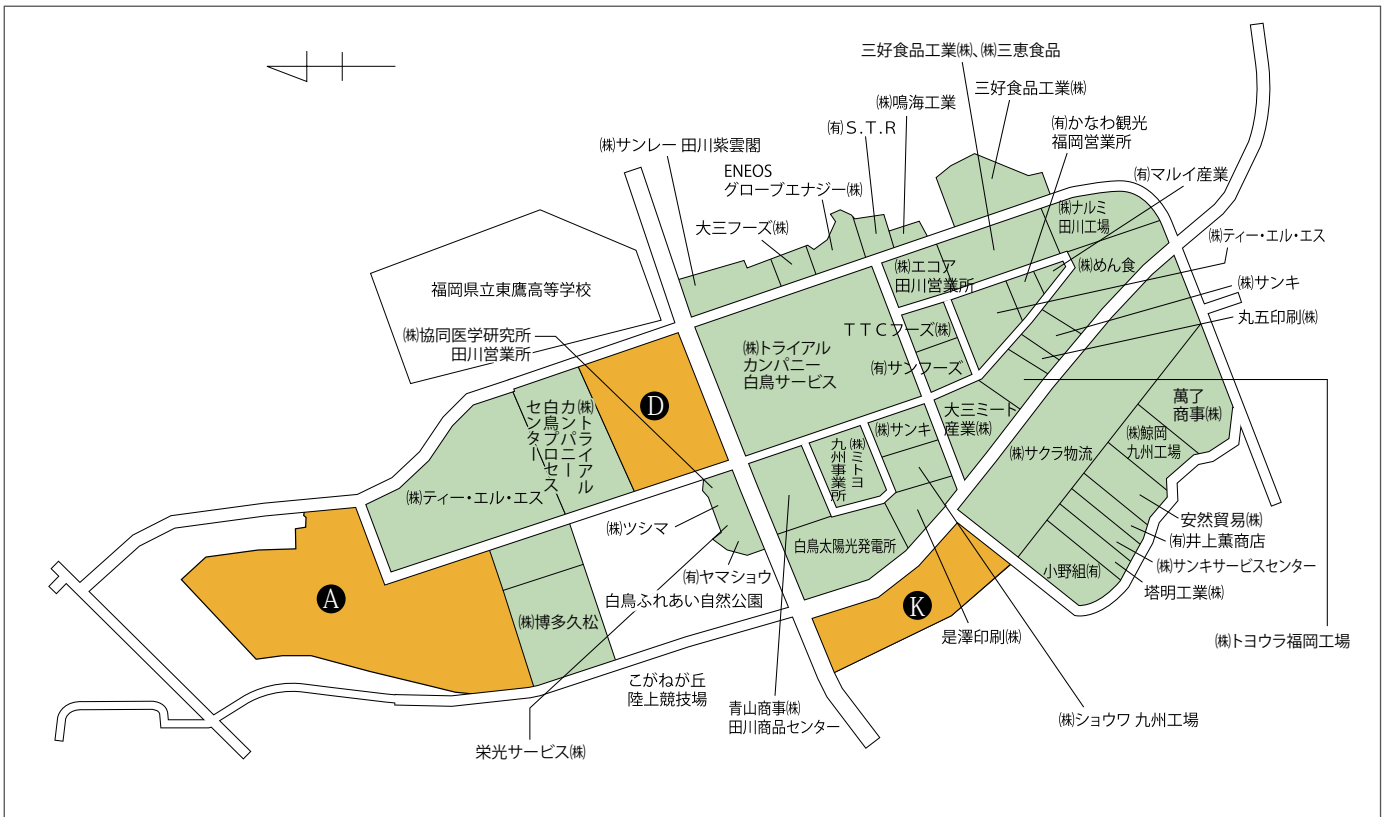 三好食品工業㈱、㈱三恵食品
三好食品工業㈱
㈱鳴海工業
㈲S.T.R
㈲かなわ観光
福岡営業所
㈱サンレー 田川紫雲閣
ENEOS
グローブエナジー㈱
㈲マルイ産業
大三フーズ㈱
㈱ナルミ
田川工場
㈱ティー・エル・エス
㈱エコア
田川営業所
㈱めん食
㈱サンキ
福岡県立東鷹高等学校
丸五印刷㈱
㈱協同医学研究所
田川営業所
TTCフーズ㈱
㈱トライアル
カンパニー
白鳥サービス
㈲サンフーズ
D
㈱トライアル
カンパニー
白鳥プロセス
センター
大三ミート
産業㈱
萬了
商事㈱
㈱サンキ
㈱ミトヨ
九州事業所
㈱鯨岡
九州工場
㈱サクラ物流
㈱ティー・エル・エス
㈱ツシマ
安然貿易㈱
㈲井上薫商店
白鳥太陽光発電所
㈱サンキサービスセンター
小野組㈲
塔明工業㈱
㈲ヤマショウ
白鳥ふれあい自然公園
A
K
㈱博多久松
是澤印刷㈱
㈱トヨウラ福岡工場
こがねが丘
陸上競技場
青山商事㈱
田川商品センター
㈱ショウワ 九州工場
栄光サービス㈱